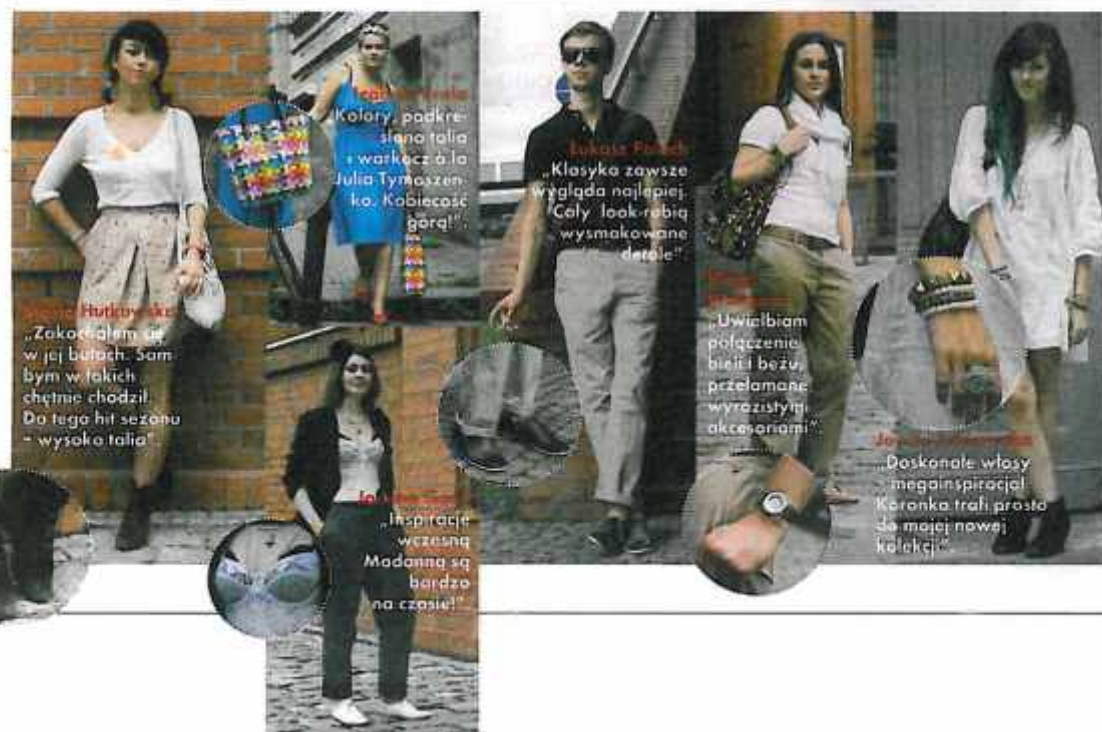 Hutkowska
„Zakochałem się
w jej butach. Sam
bym w takich
chętnie chodził.
Do tego hit sezonu
– wysoka talia”.
Kolory, podkre-
ślona talia
i warkocz à la
Julia Tymoszen-
ko. Kobiecość
górą!”.
„Inspiracje
wczesną
Madonną są
bardzo
na czasie!”.
Łukasz
„Klasyka zawsze
wygląda najlepiej.
Cały look robią
wysmakowane
detale”.
„Uwielbiam
połączenie
bieli i beżu,
przełamane
wyrazistymi
akcesoriami”.
„Doskonałe włosy
– megainspiracja!
Koronka trafi prosto
do mojej nowej
kolekcji”.